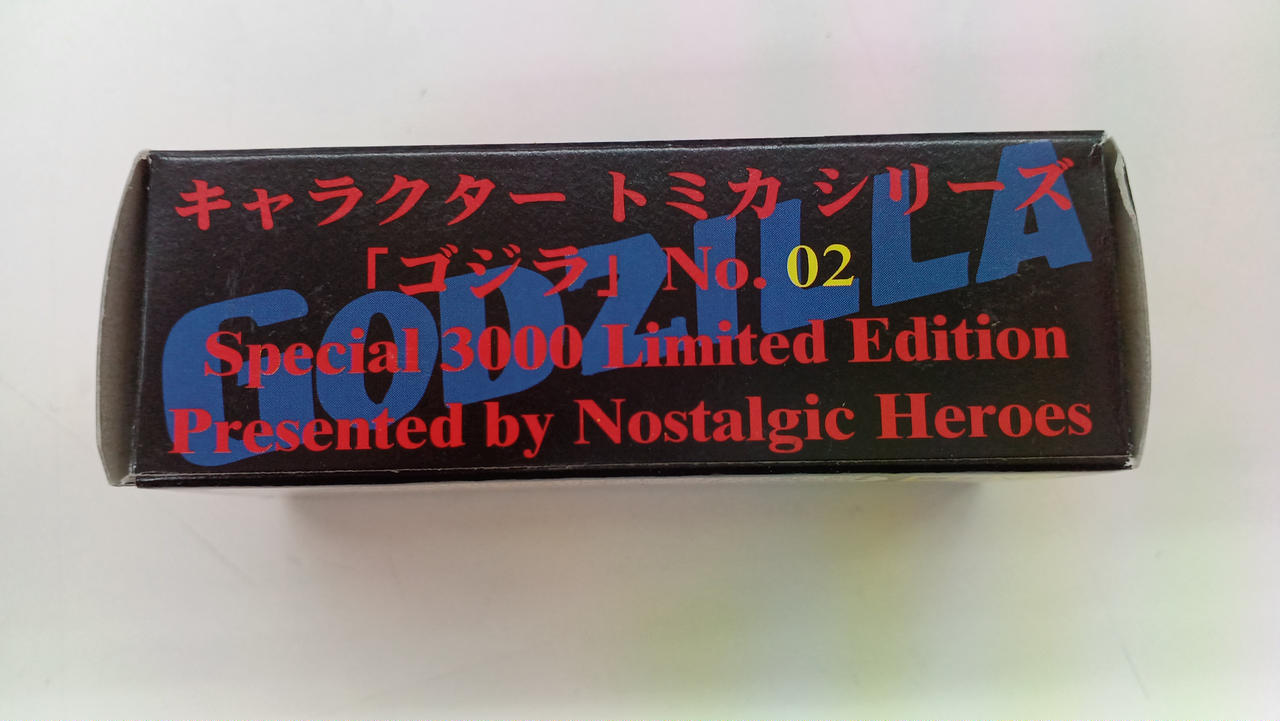 キャラクター トミカ シリーズ
「ゴジラ」 No. 02
Special 3000 Limited Edition
Presented by Nostalgic Heroes
GODZILLA